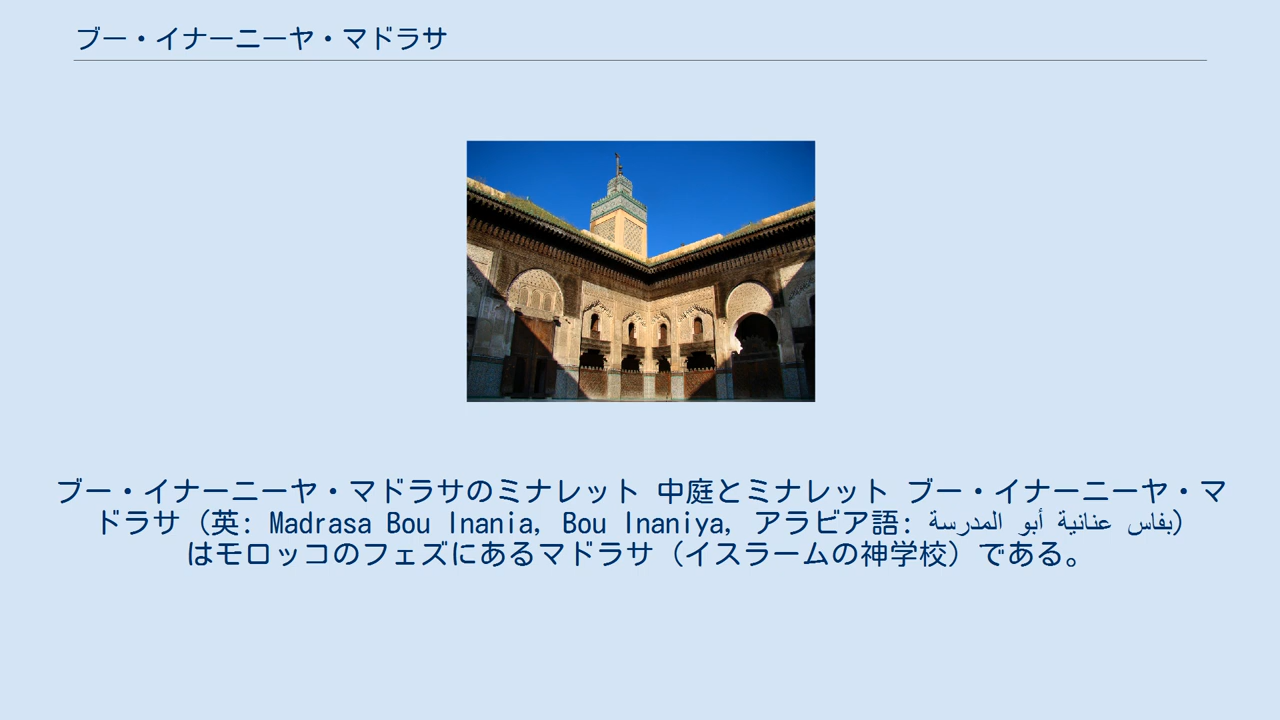 ブー・イナーニーヤ・マドラサ
ブー・イナーニーヤ・マドラサのミナレット 中庭とミナレット ブー・イナーニーヤ・マ
ドラサ（英: Madrasa Bou Inania, Bou Inaniya, アラビア語: المدرسة أبو عنانية بفاس）
はモロッコのフェズにあるマドラサ（イスラームの神学校）である。